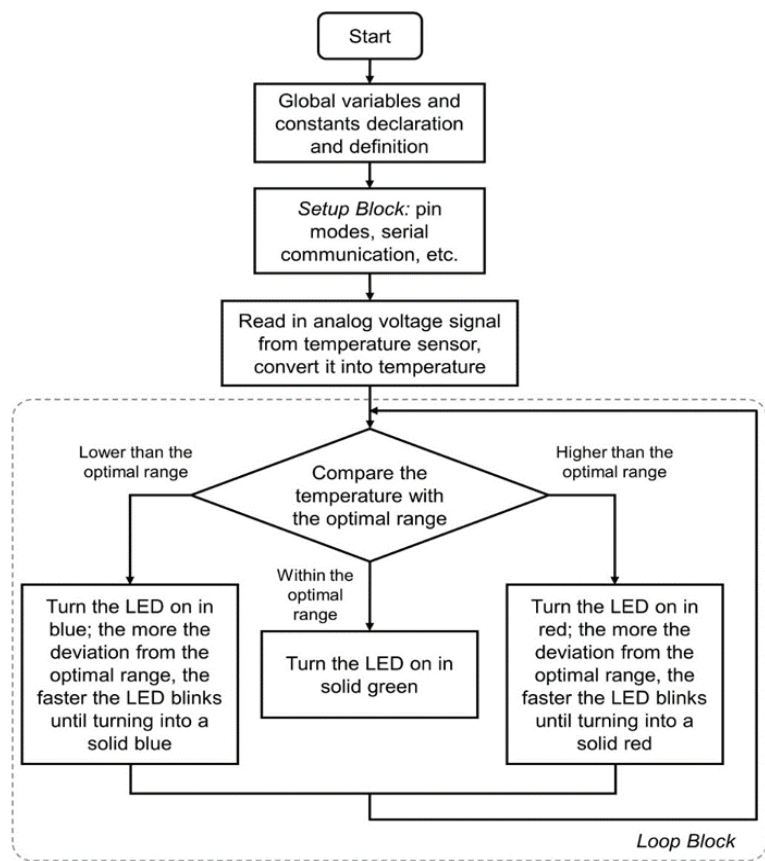 Start
Global variables and
constants declaration
and definition
Setup Block: pin
modes, serial
communication, etc.
Read in analog voltage signal
from temperature sensor,
convert it into temperature
Lower than the
optimal range
Higher than the
optimal range
Compare the
temperature with
the optimal range
Within the
optimal
range
Turn the LED on in
blue; the more the
deviation from the
optimal range, the
faster the LED blinks
until turning into a
solid blue
Turn the LED on in
solid green
Turn the LED on in
red; the more the
deviation from the
optimal range, the
faster the LED blinks
until turning into a
solid red
Loop Block